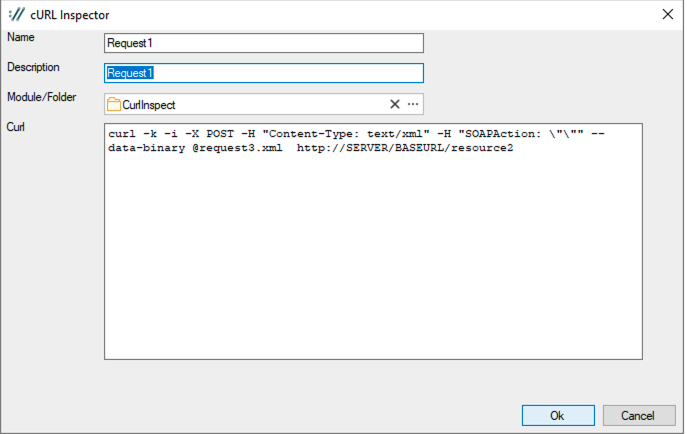 cURL Inspector
Name
Request1
Description
Request1
Module/Folder
CurlInspect
Curl
curl -k -i -X POST -H "Content-Type: text/xml" -H "SOAPAction: \"\"" --
data-binary @request3.xml  http://SERVER/BASEURL/resource2
Ok
Cancel